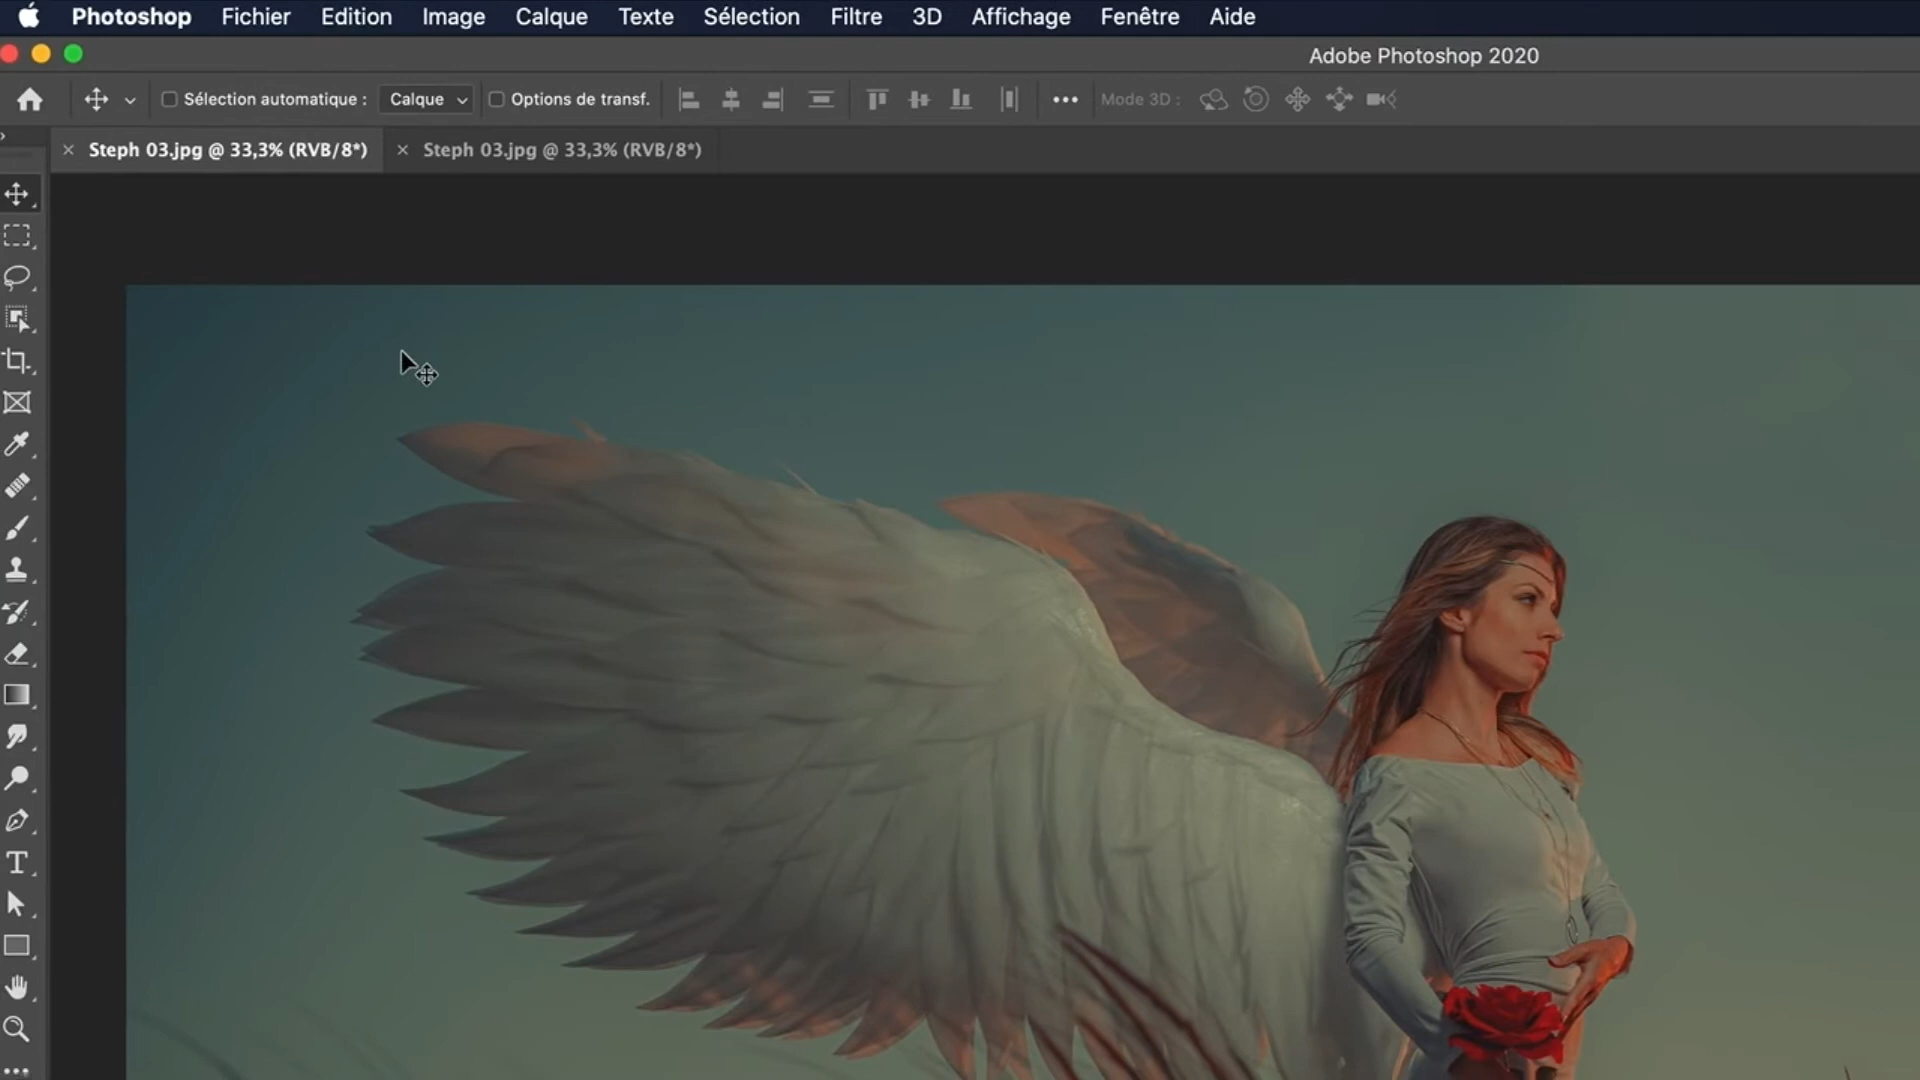 Photoshop Fichier Edition Image Calque Texte Sélection Filtre 3D Affichage Fenêtre Aide
Adobe Photoshop 2020
Sélection automatique : Calque Options de transf. Mode 3D :
Steph 03.jpg @ 33,3% (RVB/8*) Steph 03.jpg @ 33,3% (RVB/8*)